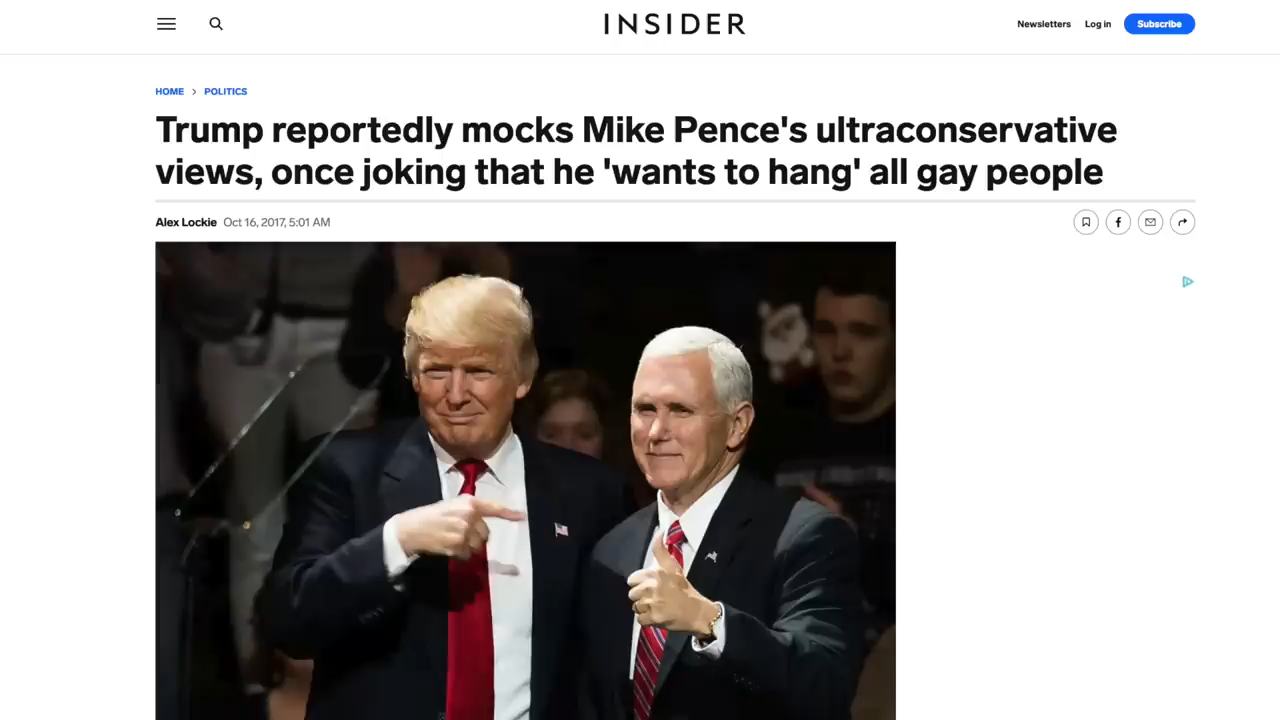 INSIDER
Newsletters Log in Subscribe
HOME > POLITICS
Trump reportedly mocks Mike Pence's ultraconservative
views, once joking that he 'wants to hang' all gay people
Alex Lockie Oct 16, 2017, 5:01 AM